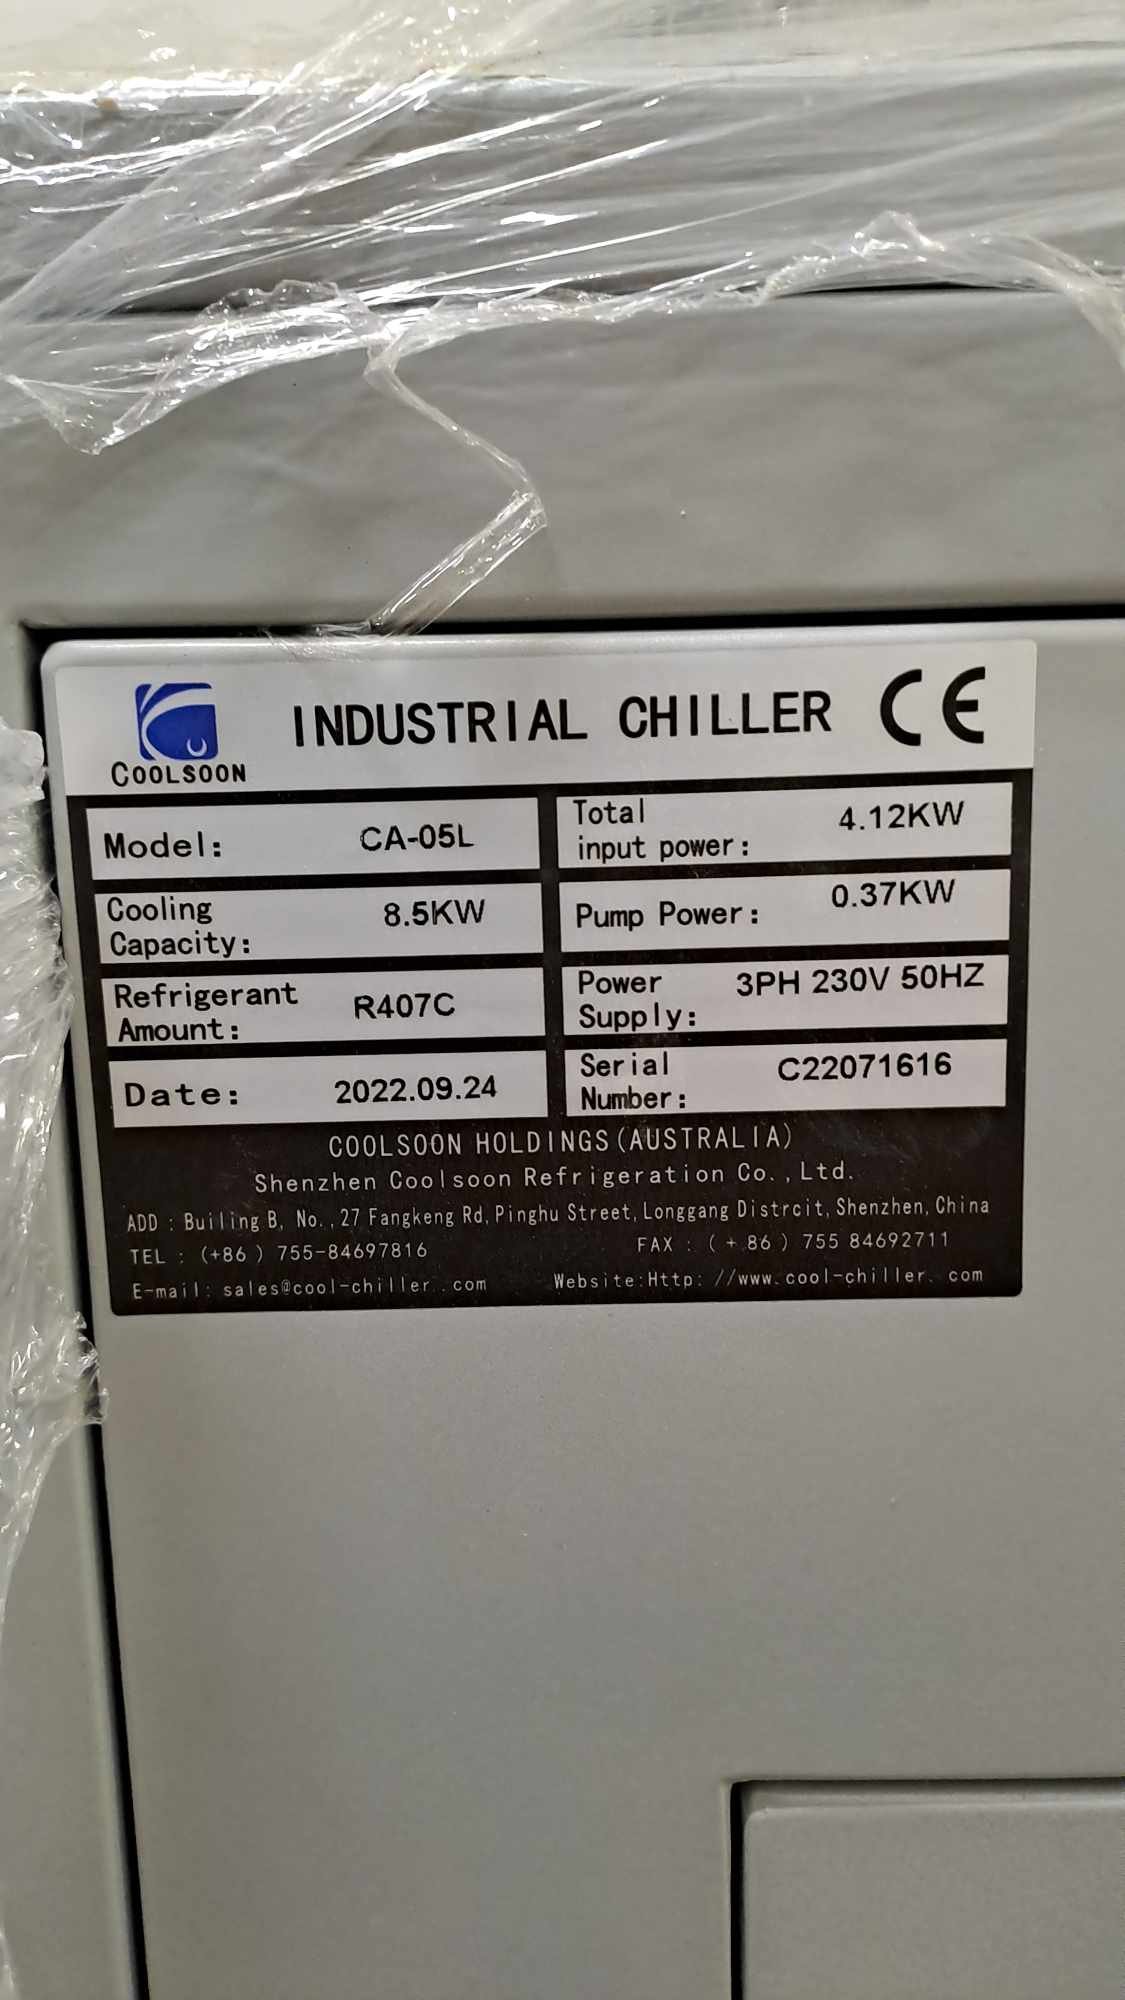 COOLSOON
INDUSTRIAL CHILLER CE
Model: CA-05L
Total input power: 4.12KW
Cooling Capacity: 8.5KW
Pump Power: 0.37KW
Refrigerant Amount: R407C
Power Supply: 3PH 230V 50HZ
Date: 2022.09.24
Serial Number: C22071616
COOLSOON HOLDINGS(AUSTRALIA)
Shenzhen Coolsoon Refrigeration Co.,Ltd.
ADD : Builing B, No.,27 Fangkeng Rd,Pinghu Street,Longgang Distrcit,Shenzhen,China
TEL : (+86 ) 755-84697816 FAX : ( + 86 ) 755 84692711
E-mail: sales@cool-chiller..com Website:Http: //www.cool-chiller. com